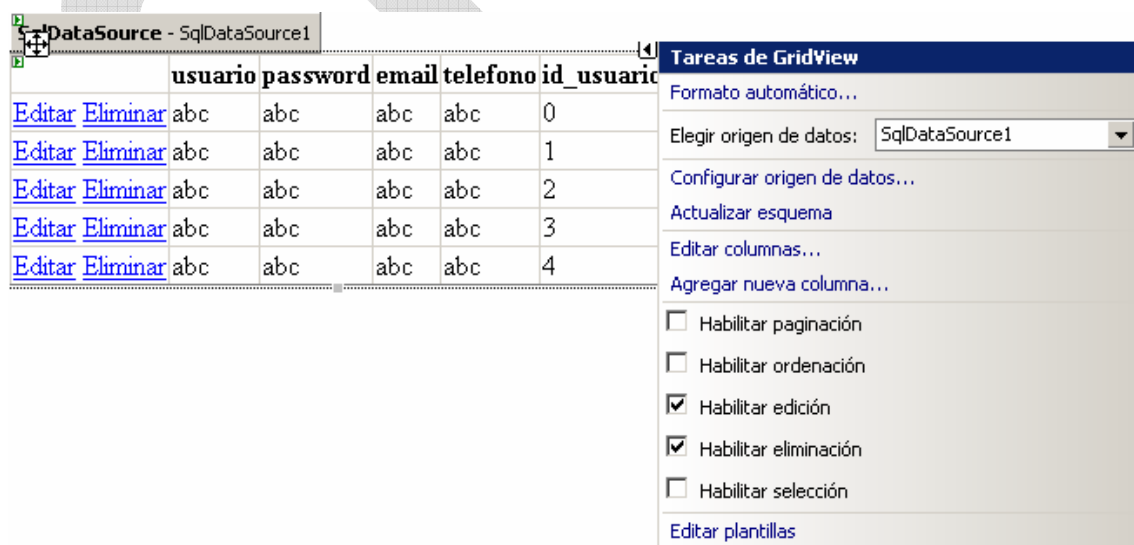 SqlDataSource - SqlDataSource1
usuario password email telefono id_usuario
Editar Eliminar abc abc abc abc 0
Editar Eliminar abc abc abc abc 1
Editar Eliminar abc abc abc abc 2
Editar Eliminar abc abc abc abc 3
Editar Eliminar abc abc abc abc 4
Tareas de GridView
Formato automático...
Elegir origen de datos: SqlDataSource1
Configurar origen de datos...
Actualizar esquema
Editar columnas...
Agregar nueva columna...
Habilitar paginación
Habilitar ordenación
Habilitar edición
Habilitar eliminación
Habilitar selección
Editar plantillas